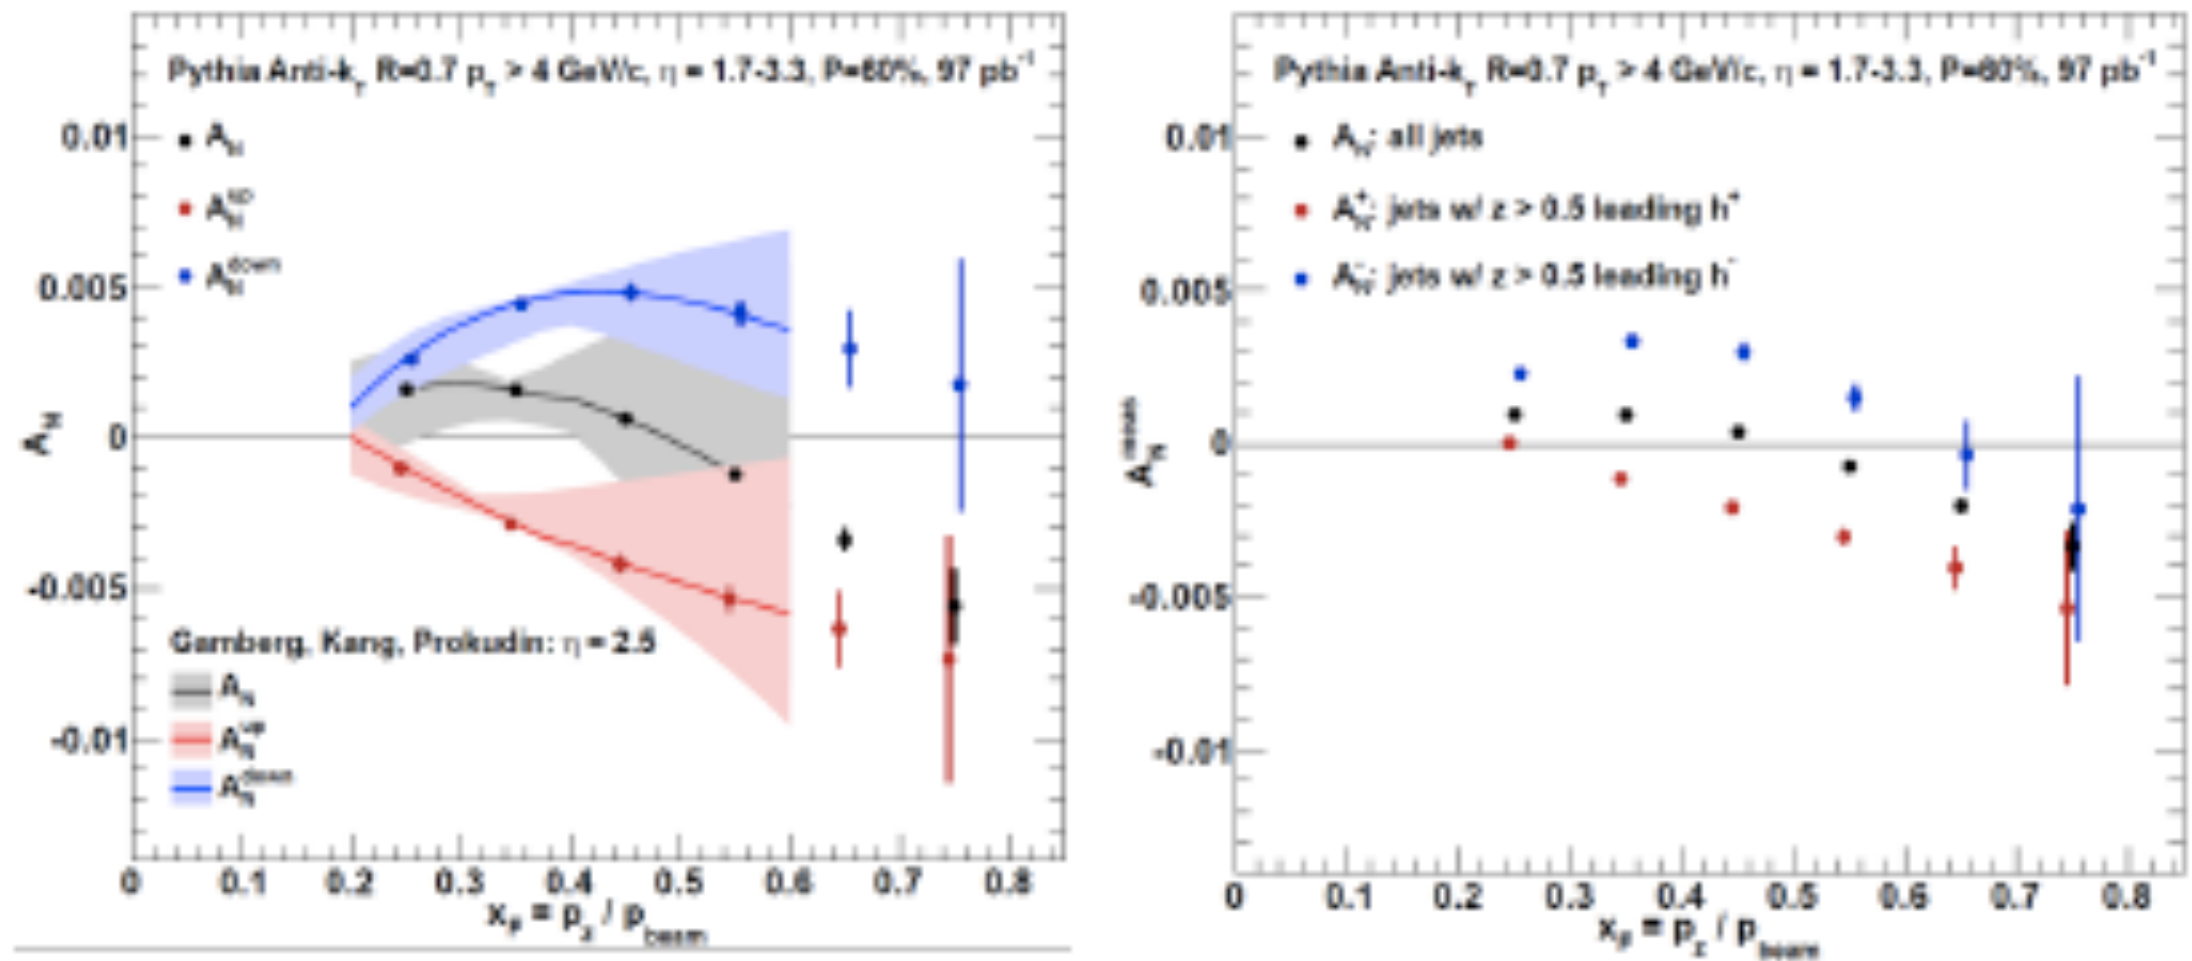 Pythia Anti-k_T R=0.7 p_T > 4 GeV/c, η = 1.7-3.3, P=60%, 97 pb^-1
A_N
A_N^up
A_N^down
0.01
0.005
0
-0.005
-0.01
A_N
Gamberg, Kang, Prokudin: η = 2.5
A_N
A_N^up
A_N^down
0 0.1 0.2 0.3 0.4 0.5 0.6 0.7 0.8
x_F = p_z / p_beam
Pythia Anti-k_T R=0.7 p_T > 4 GeV/c, η = 1.7-3.3, P=60%, 97 pb^-1
A_N: all jets
A_N^+: jets w/ z > 0.5 leading h^+
A_N^-: jets w/ z > 0.5 leading h^-
0.01
0.005
0
-0.005
-0.01
A_N^meas
0 0.1 0.2 0.3 0.4 0.5 0.6 0.7 0.8
x_F = p_z / p_beam